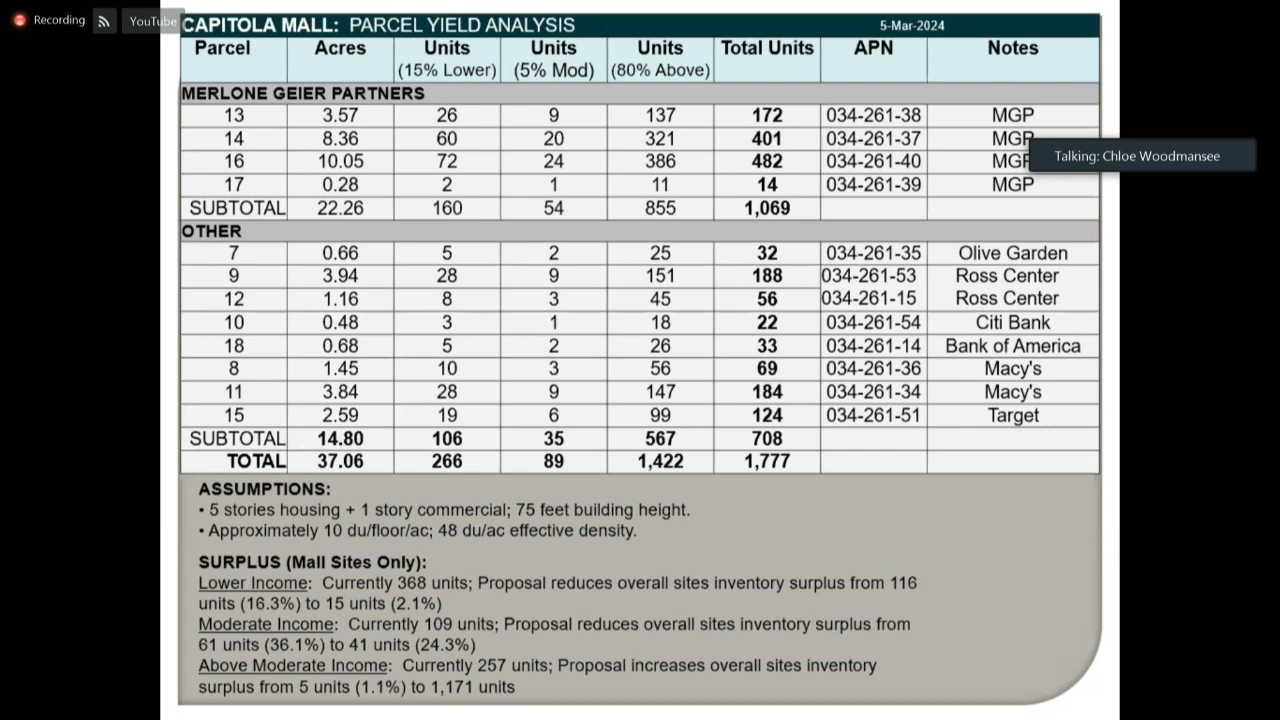 Recording
YouTube
CAPITOLA MALL: PARCEL YIELD ANALYSIS 5-Mar-2024
Parcel Acres Units (15% Lower) Units (5% Mod) Units (80% Above) Total Units APN Notes
MERLONE GEIER PARTNERS
13 3.57 26 9 137 172 034-261-38 MGP
14 8.36 60 20 321 401 034-261-37 MGP
16 10.05 72 24 386 482 034-261-40 MGP
Talking: Chloe Woodmansee
17 0.28 2 1 11 14 034-261-39 MGP
SUBTOTAL 22.26 160 54 855 1,069
OTHER
7 0.66 5 2 25 32 034-261-35 Olive Garden
9 3.94 28 9 151 188 034-261-53 Ross Center
12 1.16 8 3 45 56 034-261-15 Ross Center
10 0.48 3 1 18 22 034-261-54 Citi Bank
18 0.68 5 2 26 33 034-261-14 Bank of America
8 1.45 10 3 56 69 034-261-36 Macy's
11 3.84 28 9 147 184 034-261-34 Macy's
15 2.59 19 6 99 124 034-261-51 Target
SUBTOTAL 14.80 106 35 567 708
TOTAL 37.06 266 89 1,422 1,777
ASSUMPTIONS:
• 5 stories housing + 1 story commercial; 75 feet building height.
• Approximately 10 du/floor/ac; 48 du/ac effective density.
SURPLUS (Mall Sites Only):
Lower Income: Currently 368 units; Proposal reduces overall sites inventory surplus from 116
units (16.3%) to 15 units (2.1%)
Moderate Income: Currently 109 units; Proposal reduces overall sites inventory surplus from
61 units (36.1%) to 41 units (24.3%)
Above Moderate Income: Currently 257 units; Proposal increases overall sites inventory
surplus from 5 units (1.1%) to 1,171 units